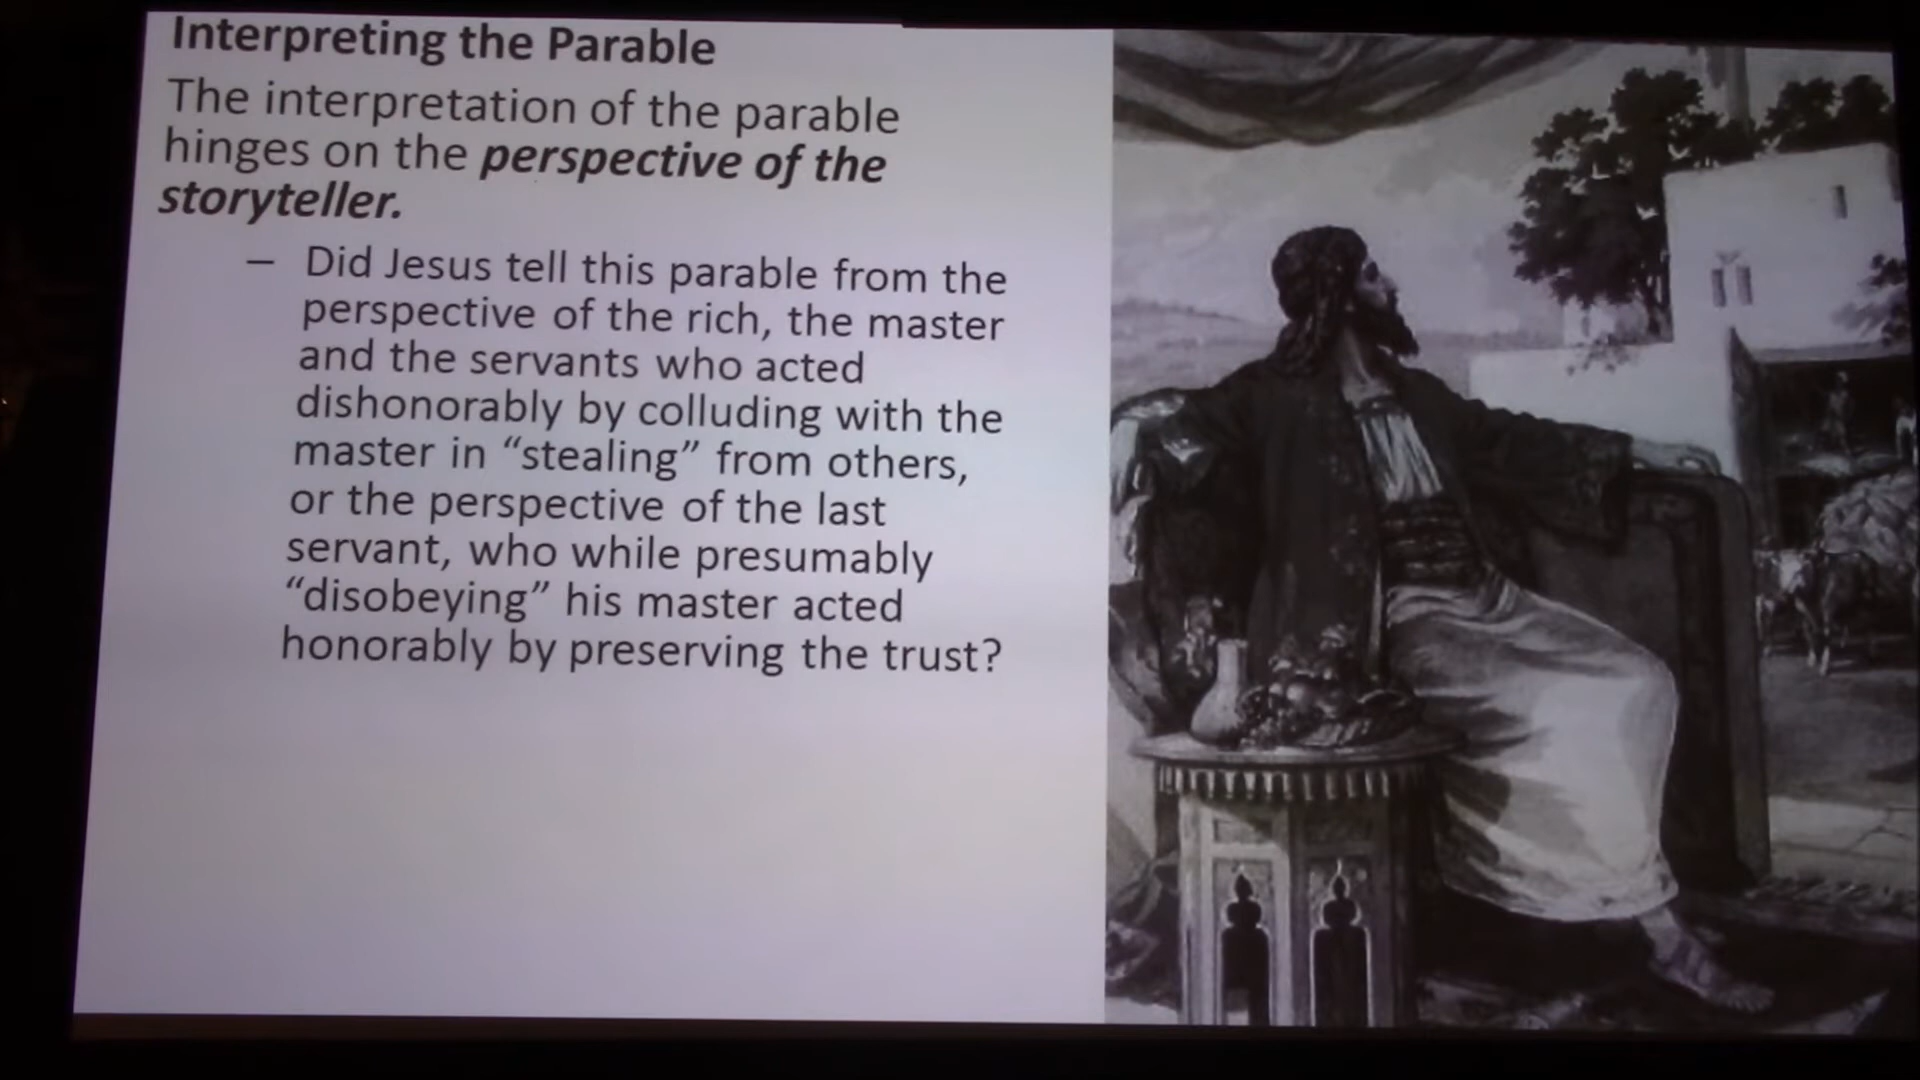 Interpreting the Parable
The interpretation of the parable
hinges on the perspective of the
storyteller.
– Did Jesus tell this parable from the
perspective of the rich, the master
and the servants who acted
dishonorably by colluding with the
master in “stealing” from others,
or the perspective of the last
servant, who while presumably
“disobeying” his master acted
honorably by preserving the trust?